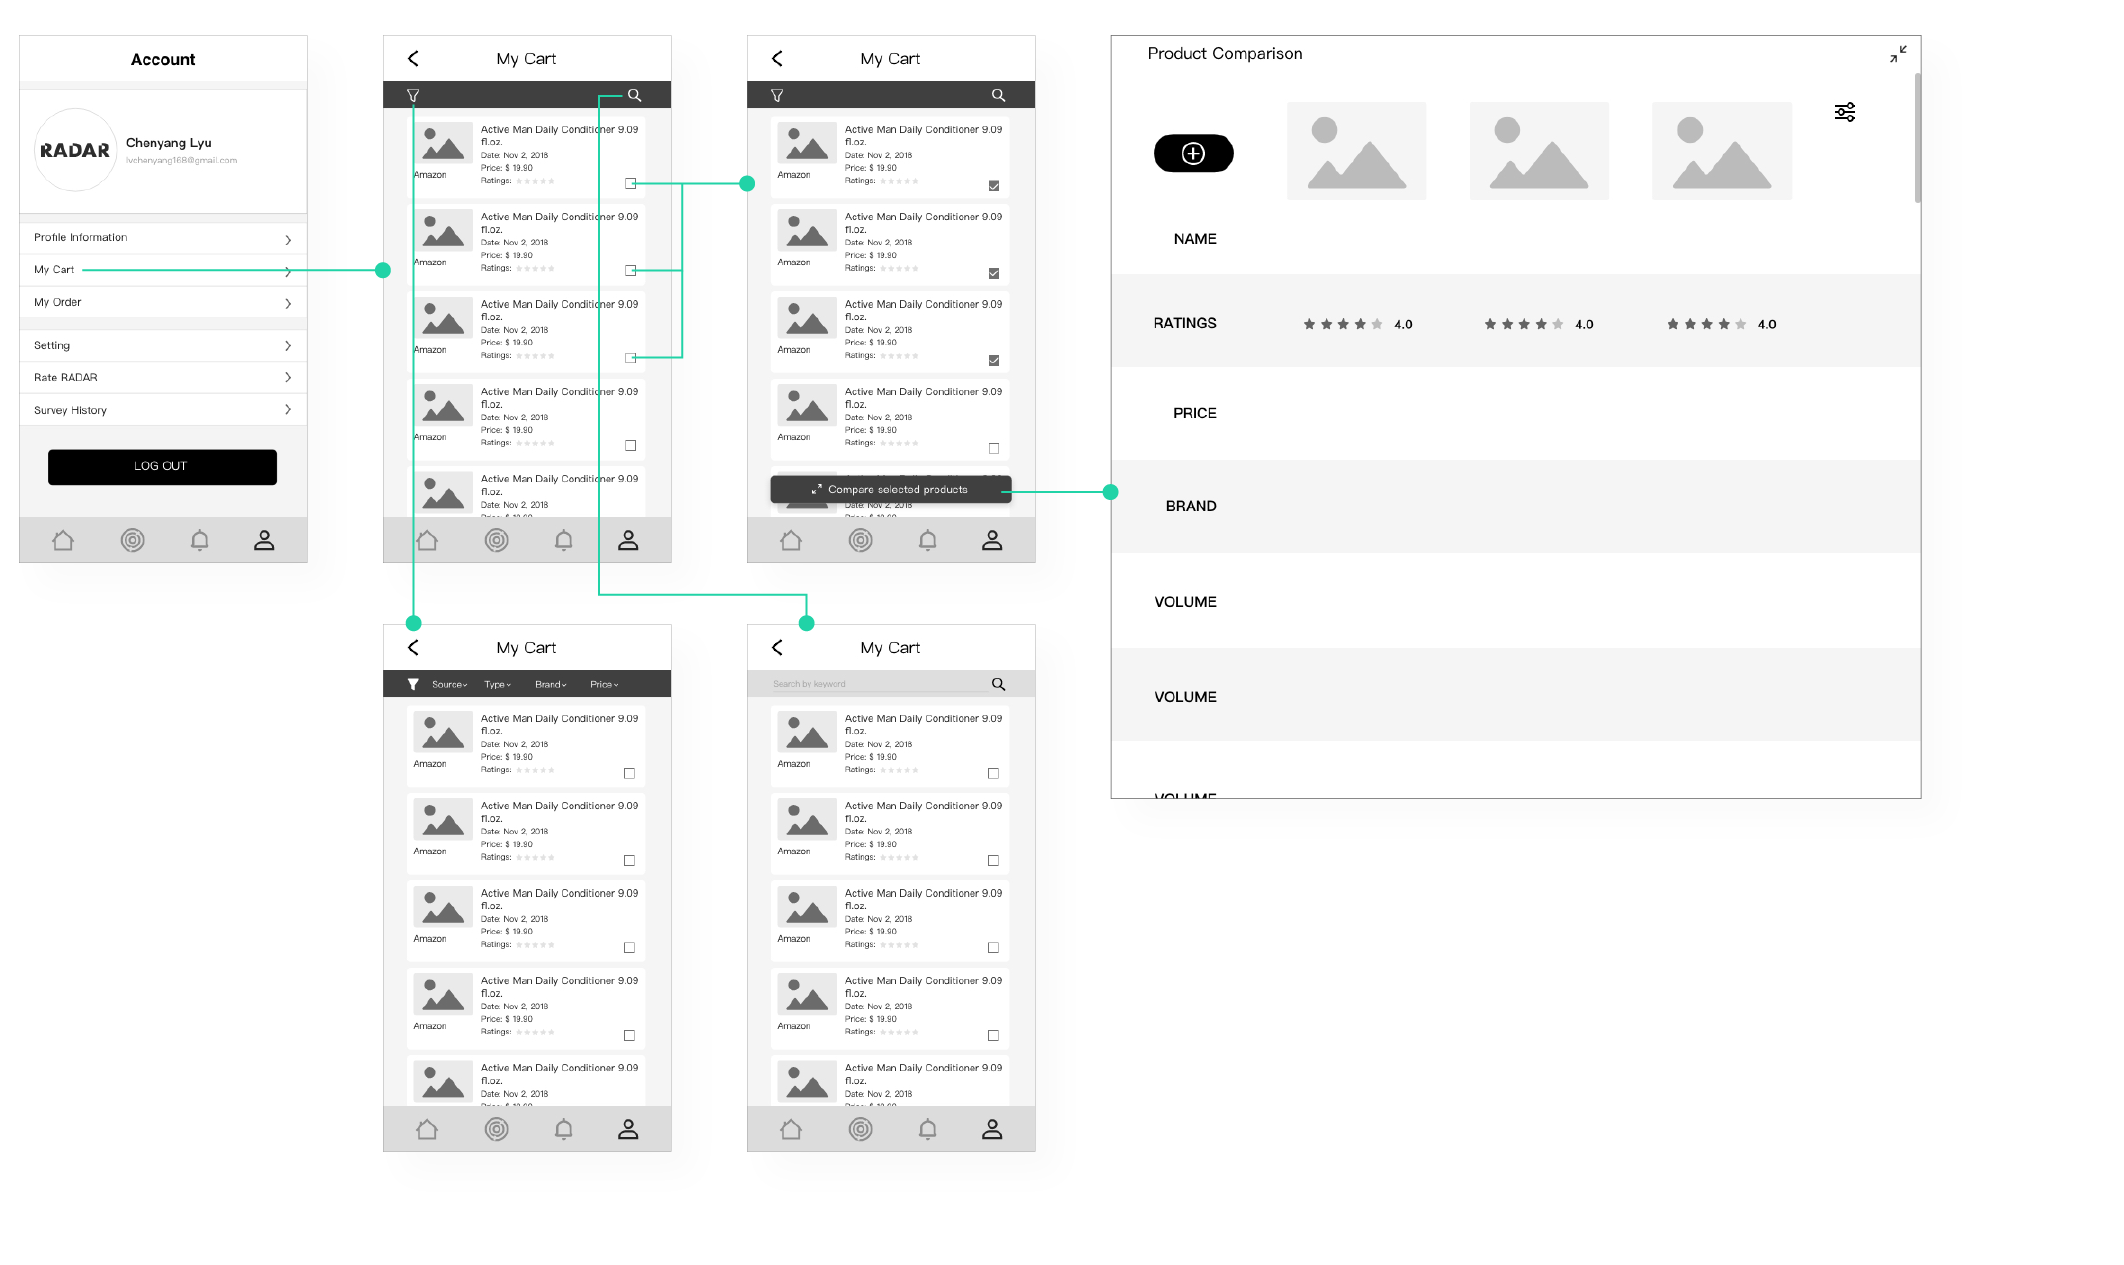 Account
RADAR
Chenyang Lyu
lvchenyang168@gmail.com
Profile Information
My Cart
My Order
Setting
Rate RADAR
Survey History
LOG OUT
My Cart
Active Man Daily Conditioner 9.09
fl.oz.
Date: Nov 2, 2018
Price: $ 19.90
Ratings:
Amazon
Active Man Daily Conditioner 9.09
fl.oz.
Date: Nov 2, 2018
Price: $ 19.90
Ratings:
Amazon
Active Man Daily Conditioner 9.09
fl.oz.
Date: Nov 2, 2018
Price: $ 19.90
Ratings:
Amazon
Active Man Daily Conditioner 9.09
fl.oz.
Date: Nov 2, 2018
Price: $ 19.90
Ratings:
Amazon
Active Man Daily Conditioner 9.09
fl.oz.
Date: Nov 2, 2018
Price: $ 19.90
My Cart
Active Man Daily Conditioner 9.09
fl.oz.
Date: Nov 2, 2018
Price: $ 19.90
Ratings:
Amazon
Active Man Daily Conditioner 9.09
fl.oz.
Date: Nov 2, 2018
Price: $ 19.90
Ratings:
Amazon
Active Man Daily Conditioner 9.09
fl.oz.
Date: Nov 2, 2018
Price: $ 19.90
Ratings:
Amazon
Active Man Daily Conditioner 9.09
fl.oz.
Date: Nov 2, 2018
Price: $ 19.90
Ratings:
Amazon
Compare selected products
Product Comparison
NAME
RATINGS 4.0 4.0 4.0
PRICE
BRAND
VOLUME
VOLUME
VOLUME
My Cart
Source Type Brand Price
Active Man Daily Conditioner 9.09
fl.oz.
Date: Nov 2, 2018
Price: $ 19.90
Ratings:
Amazon
Active Man Daily Conditioner 9.09
fl.oz.
Date: Nov 2, 2018
Price: $ 19.90
Ratings:
Amazon
Active Man Daily Conditioner 9.09
fl.oz.
Date: Nov 2, 2018
Price: $ 19.90
Ratings:
Amazon
Active Man Daily Conditioner 9.09
fl.oz.
Date: Nov 2, 2018
Price: $ 19.90
Ratings:
Amazon
Active Man Daily Conditioner 9.09
fl.oz.
Date: Nov 2, 2018
Price: $ 19.90
My Cart
Search by keyword
Active Man Daily Conditioner 9.09
fl.oz.
Date: Nov 2, 2018
Price: $ 19.90
Ratings:
Amazon
Active Man Daily Conditioner 9.09
fl.oz.
Date: Nov 2, 2018
Price: $ 19.90
Ratings:
Amazon
Active Man Daily Conditioner 9.09
fl.oz.
Date: Nov 2, 2018
Price: $ 19.90
Ratings:
Amazon
Active Man Daily Conditioner 9.09
fl.oz.
Date: Nov 2, 2018
Price: $ 19.90
Ratings:
Amazon
Active Man Daily Conditioner 9.09
fl.oz.
Date: Nov 2, 2018
Price: $ 19.90